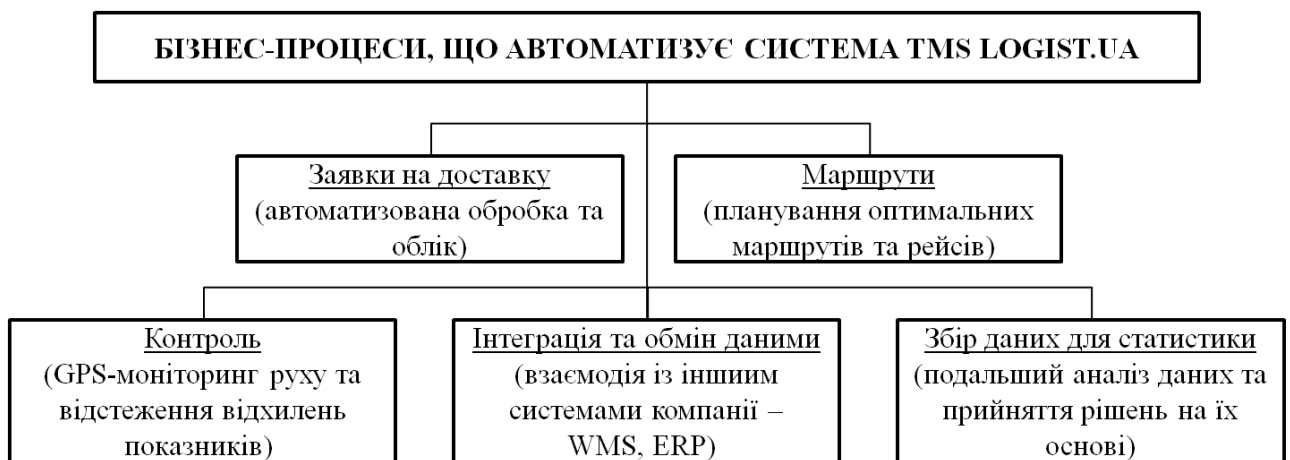 БІЗНЕС-ПРОЦЕСИ, ЩО АВТОМАТИЗУЄ СИСТЕМА TMS LOGIST.UA
Заявки на доставку
(автоматизована обробка та
облік)
Маршрути
(планування оптимальних
маршрутів та рейсів)
Контроль
(GPS-моніторинг руху та
відстеження відхилень
показників)
Інтеграція та обмін даними
(взаємодія із іншиим
системами компанії –
WMS, ERP)
Збір даних для статистики
(подальший аналіз даних та
прийняття рішень на їх
основі)